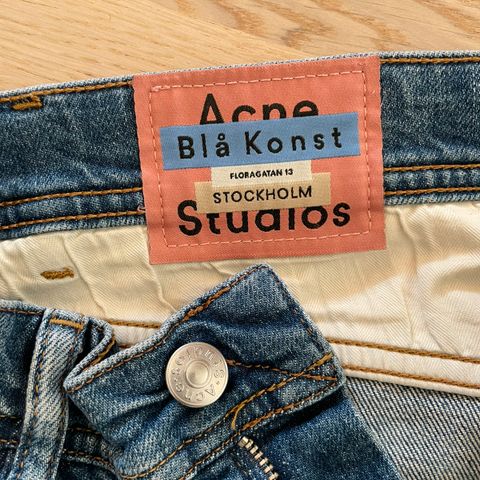 Acne
Blå Konst
FLORAGATAN 13
STOCKHOLM
Studios